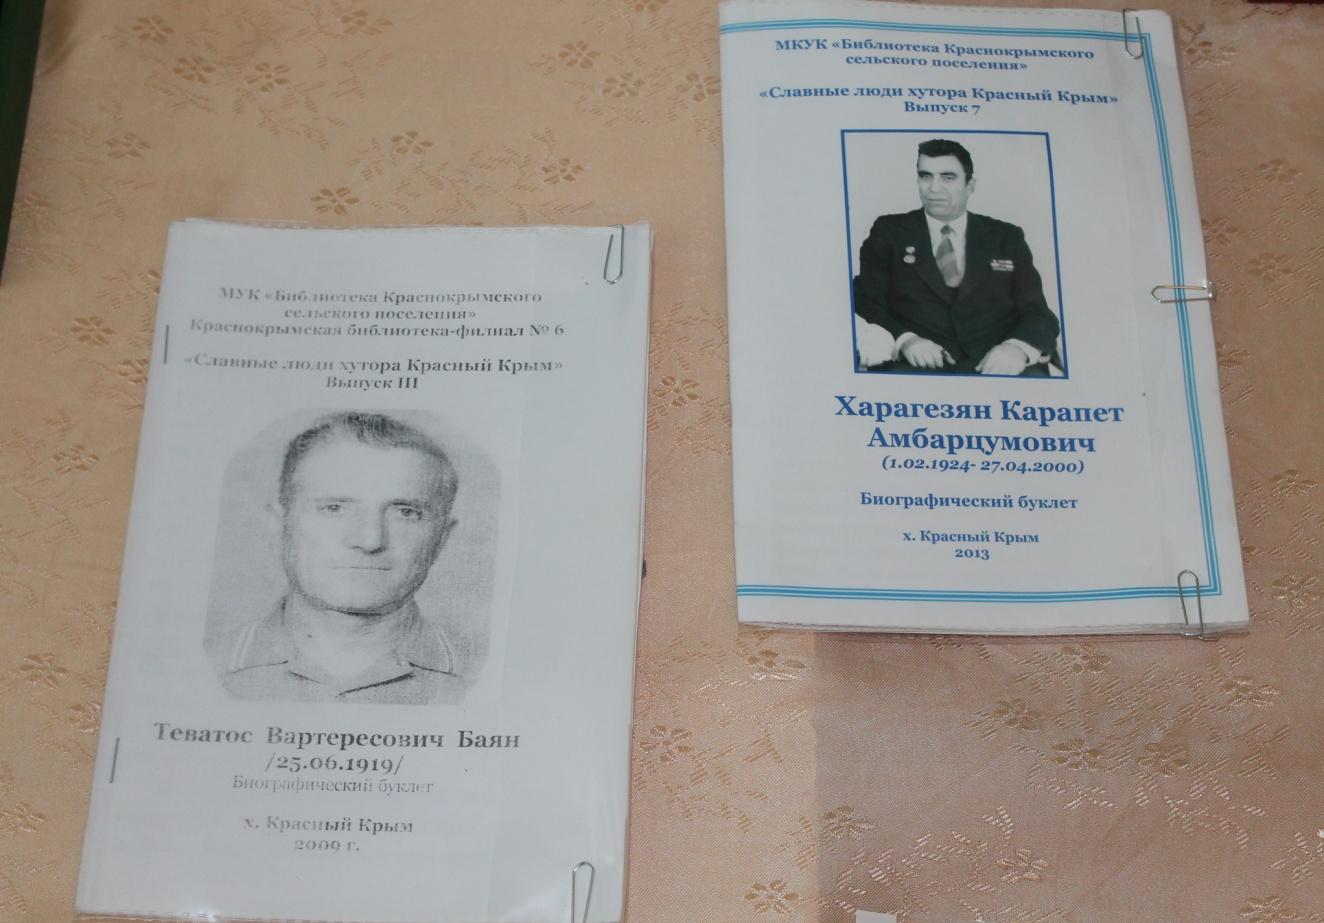 МУК «Библиотека Краснокрымского
сельского поселения»
Краснокрымская библиотека-филиал № 6
«Славные люди хутора Красный Крым»
Выпуск III
Теватос Вартересович Баян
/25.06.1919/
Биографический буклет
х. Красный Крым
2009 г.
МКУК «Библиотека Краснокрымского
сельского поселения»
«Славные люди хутора Красный Крым»
Выпуск 7
Харагезян Карапет
Амбарцумович
(1.02.1924- 27.04.2000)
Биографический буклет
х. Красный Крым
2013